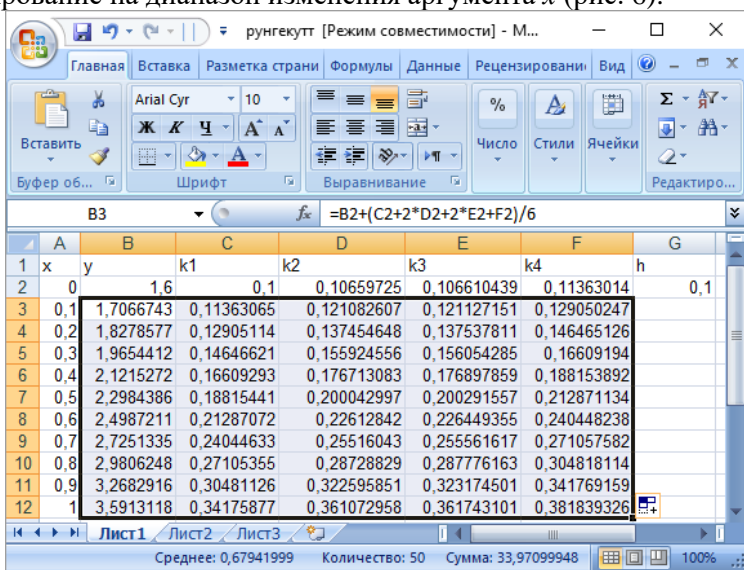 рование на диапазон изменения аргумента x (рис. 6).
рунгекутт [Режим совместимости] - М...
Главная Вставка Разметка страни Формулы Данные Рецензировани Вид
Вставить
Arial Cyr 10
Ж К Ч А А
Число Стили Ячейки
Буфер об... Шрифт Выравнивание Редактиро...
B3 fx =B2+(C2+2*D2+2*E2+F2)/6
A B C D E F G
1 x y k1 k2 k3 k4 h
2 0 1,6 0,1 0,10659725 0,106610439 0,11363014 0,1
3 0,1 1,7066743 0,11363065 0,121082607 0,121127151 0,129050247
4 0,2 1,8278577 0,12905114 0,137454648 0,137537811 0,146465126
5 0,3 1,9654412 0,14646621 0,155924556 0,156054285 0,16609194
6 0,4 2,1215272 0,16609293 0,176713083 0,176897859 0,188153892
7 0,5 2,2984386 0,18815441 0,200042997 0,200291557 0,212871134
8 0,6 2,4987211 0,21287072 0,22612842 0,226449355 0,240448238
9 0,7 2,7251335 0,24044633 0,25516043 0,255561617 0,271057582
10 0,8 2,9806248 0,27105355 0,28728829 0,287776163 0,304818114
11 0,9 3,2682916 0,30481126 0,322595851 0,323174501 0,341769159
12 1 3,5913118 0,34175877 0,361072958 0,361743101 0,381839326
Лист1 Лист2 Лист3
Среднее: 0,67941999 Количество: 50 Сумма: 33,97099948 100%